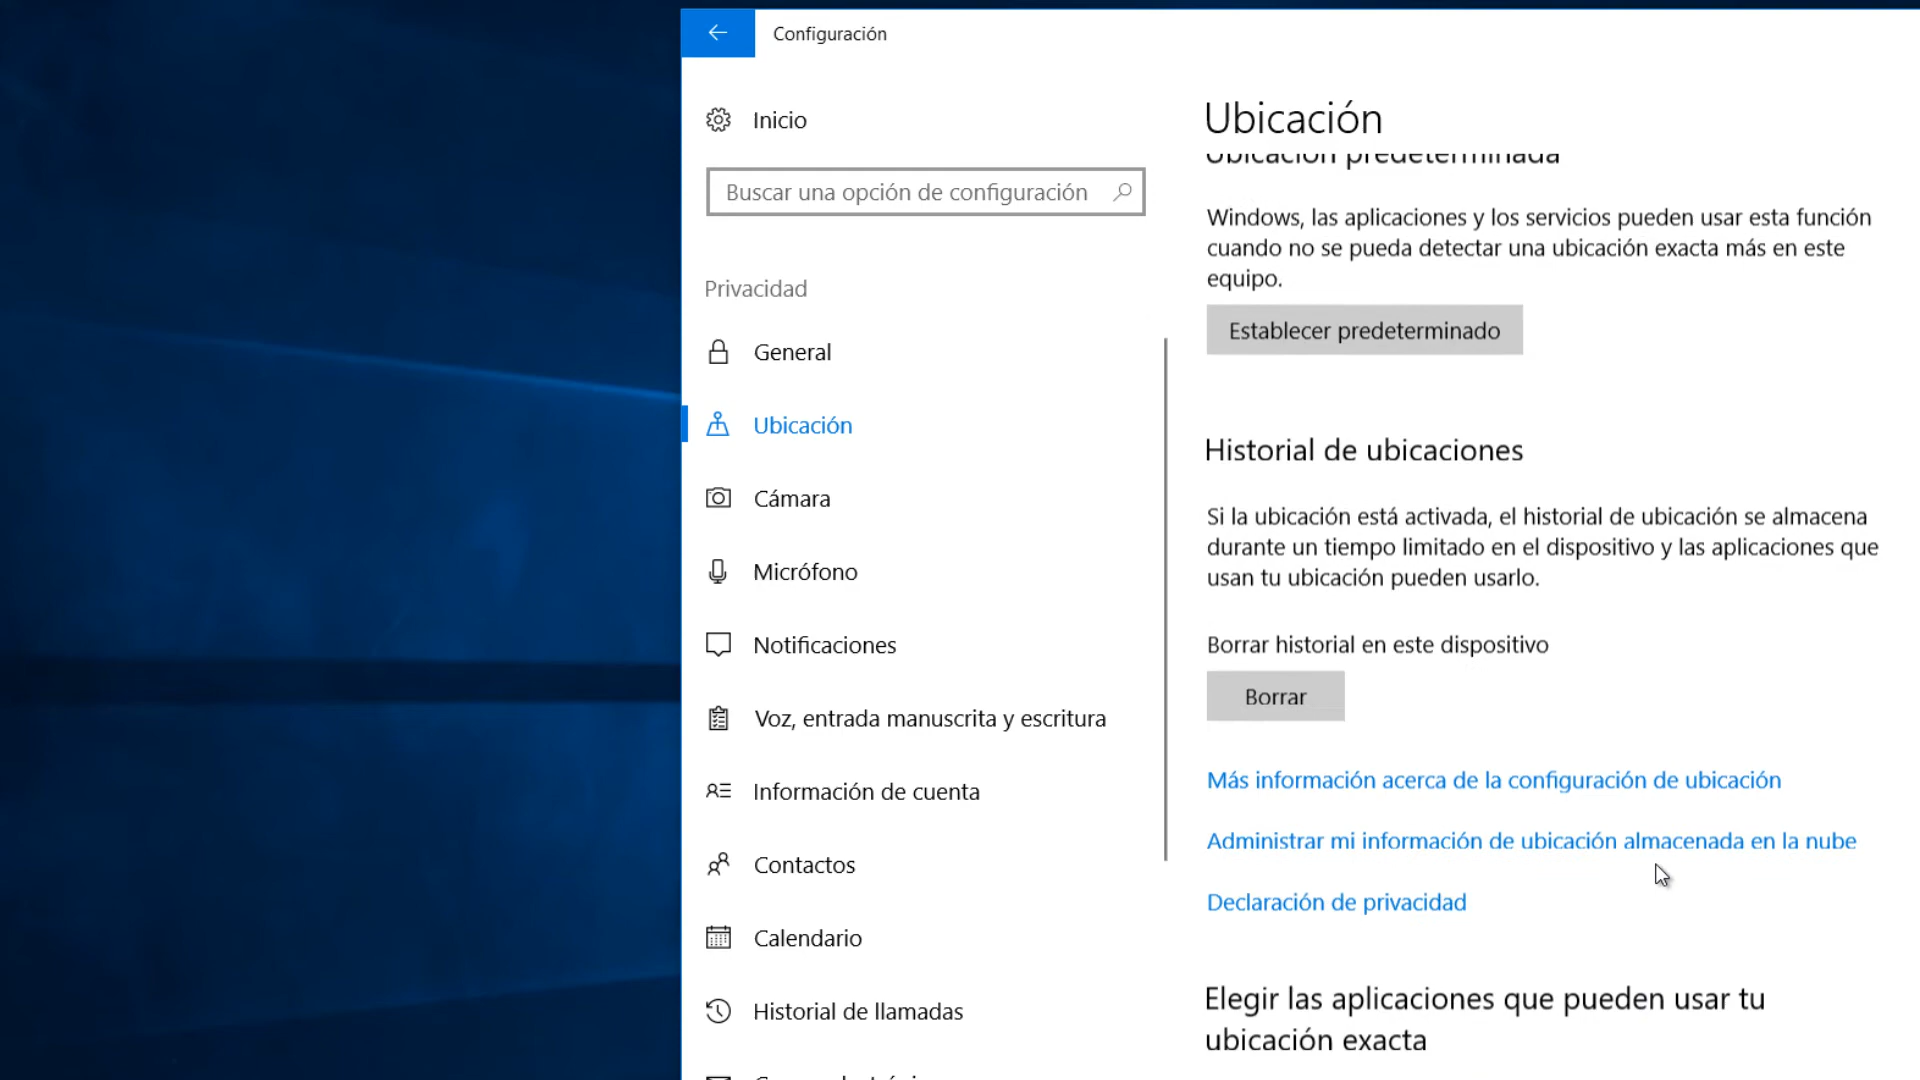 Configuración
Inicio
Buscar una opción de configuración
Privacidad
General
Ubicación
Cámara
Micrófono
Notificaciones
Voz, entrada manuscrita y escritura
Información de cuenta
Contactos
Calendario
Historial de llamadas
Ubicación
Ubicación predeterminada
Windows, las aplicaciones y los servicios pueden usar esta función
cuando no se pueda detectar una ubicación exacta más en este
equipo.
Establecer predeterminado
Historial de ubicaciones
Si la ubicación está activada, el historial de ubicación se almacena
durante un tiempo limitado en el dispositivo y las aplicaciones que
usan tu ubicación pueden usarlo.
Borrar historial en este dispositivo
Borrar
Más información acerca de la configuración de ubicación
Administrar mi información de ubicación almacenada en la nube
Declaración de privacidad
Elegir las aplicaciones que pueden usar tu
ubicación exacta